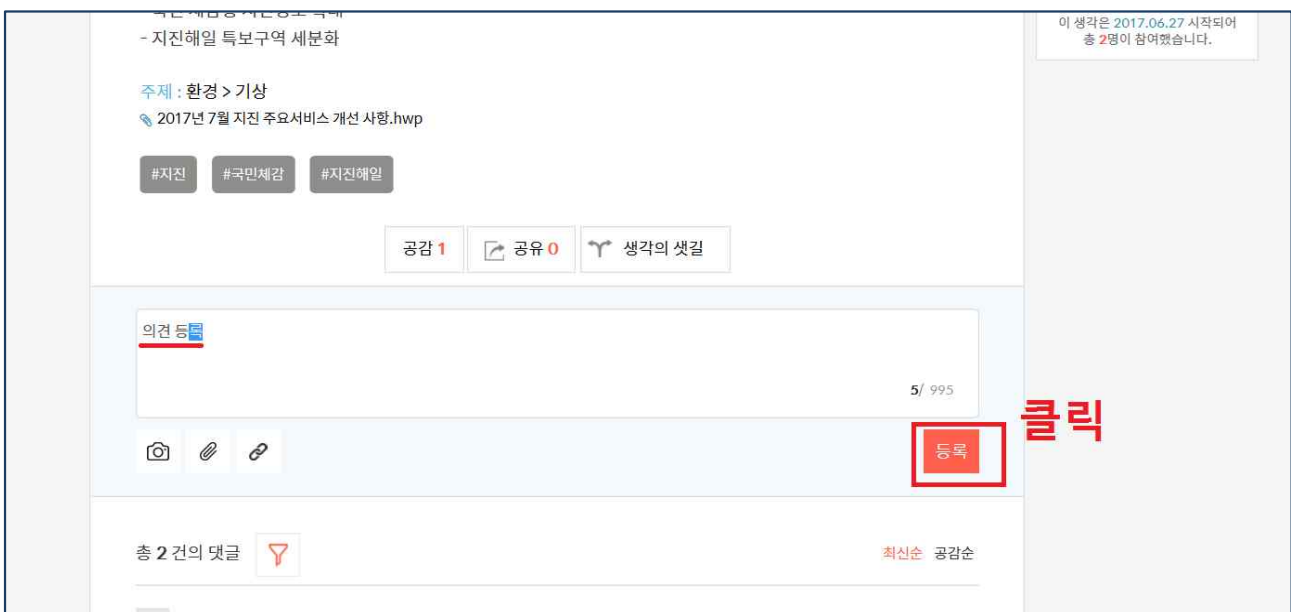 - 지진해일 특보구역 세분화
이 생각은 2017.06.27 시작되어
총 2명이 참여했습니다.
주제 : 환경 > 기상
2017년 7월 지진 주요서비스 개선 사항.hwp
#지진 #국민체감 #지진해일
공감 1 공유 0 생각의 샛길
의견 등록
5/ 995
클릭
등록
총 2 건의 댓글
최신순 공감순